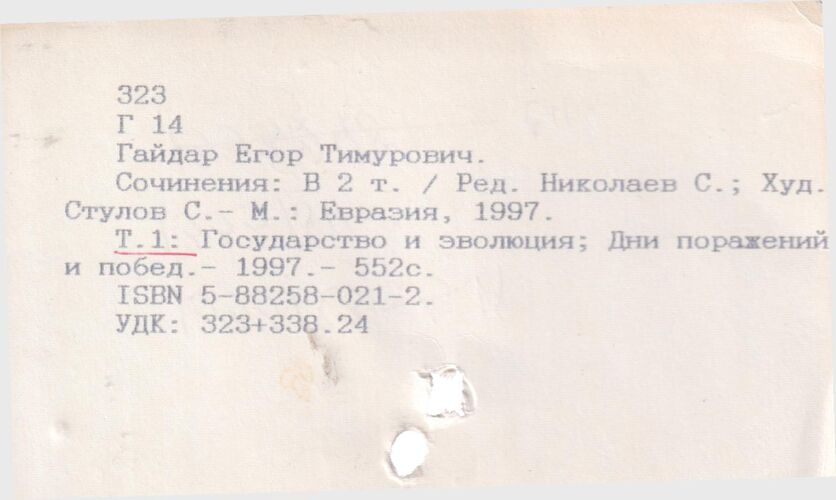 323
Г 14
Гайдар Егор Тимурович.
Сочинения: В 2 т. / Ред. Николаев С.; Худ.
Стулов С.- М.: Евразия, 1997.
Т.1: Государство и эволюция; Дни поражений
и побед.- 1997.- 552с.
ISBN 5-88258-021-2.
УДК: 323+338.24